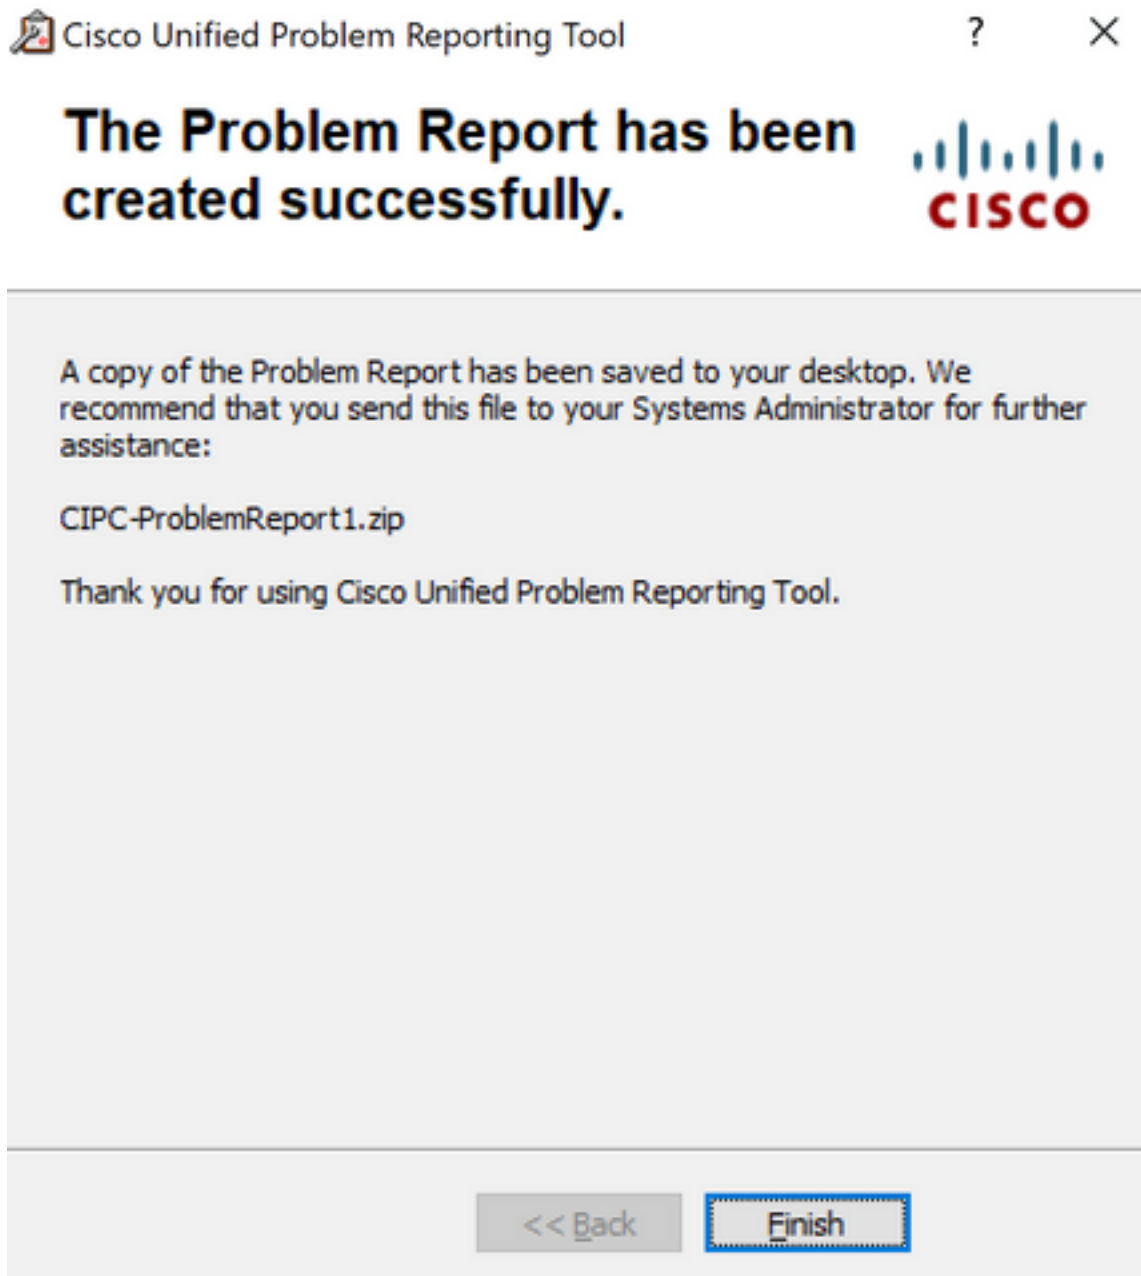 Cisco Unified Problem Reporting Tool ? ×
The Problem Report has been
created successfully.
CISCO
A copy of the Problem Report has been saved to your desktop. We
recommend that you send this file to your Systems Administrator for further
assistance:
CIPC-ProblemReport1.zip
Thank you for using Cisco Unified Problem Reporting Tool.
<< Back Finish